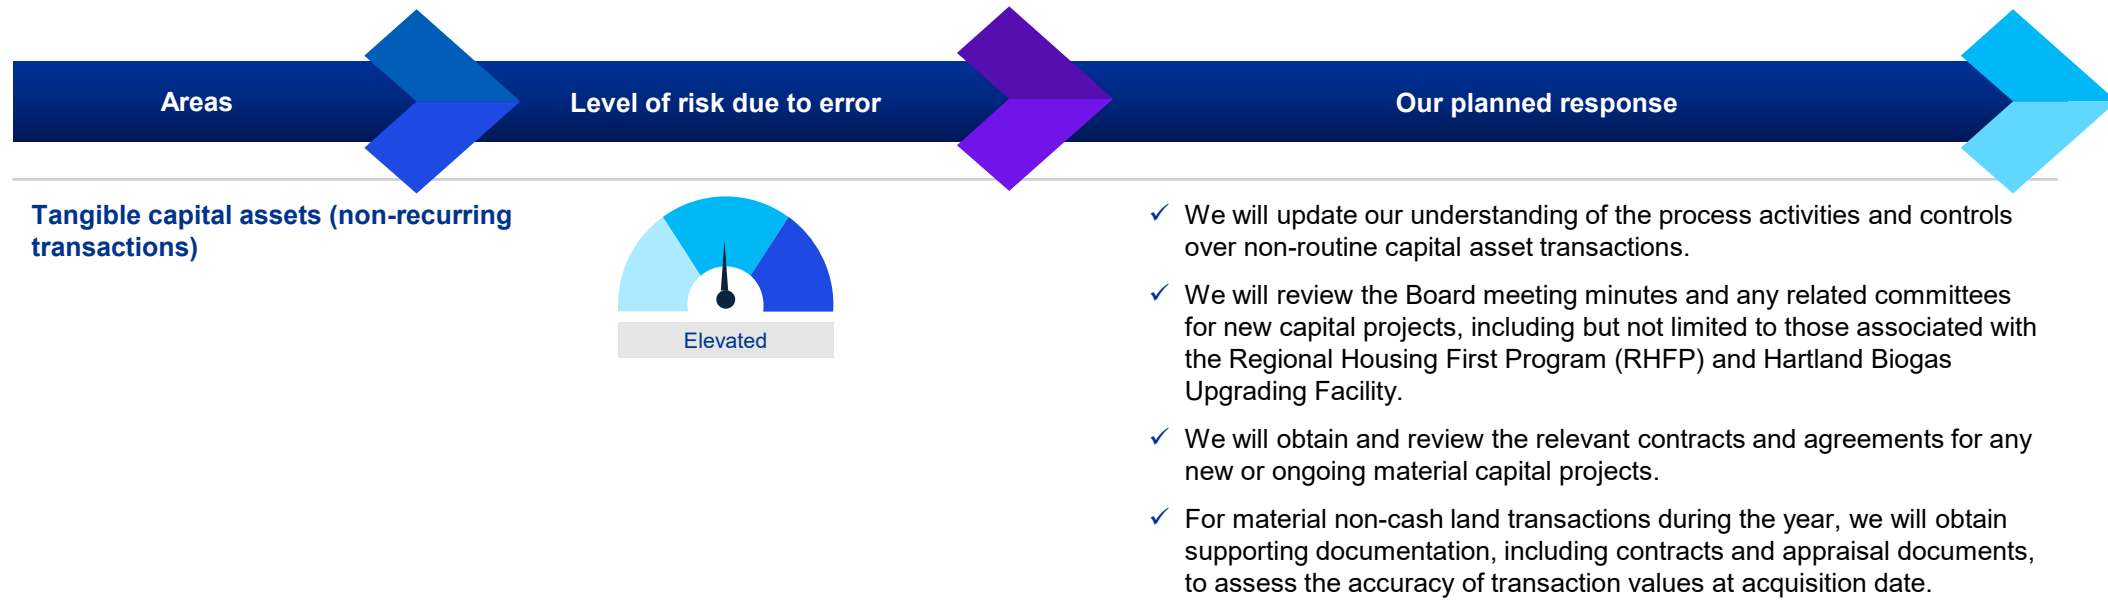 Areas
Level of risk due to error
Our planned response
Tangible capital assets (non-recurring
transactions)
Elevated
✓ We will update our understanding of the process activities and controls
over non-routine capital asset transactions.
✓ We will review the Board meeting minutes and any related committees
for new capital projects, including but not limited to those associated with
the Regional Housing First Program (RHFP) and Hartland Biogas
Upgrading Facility.
✓ We will obtain and review the relevant contracts and agreements for any
new or ongoing material capital projects.
✓ For material non-cash land transactions during the year, we will obtain
supporting documentation, including contracts and appraisal documents,
to assess the accuracy of transaction values at acquisition date.